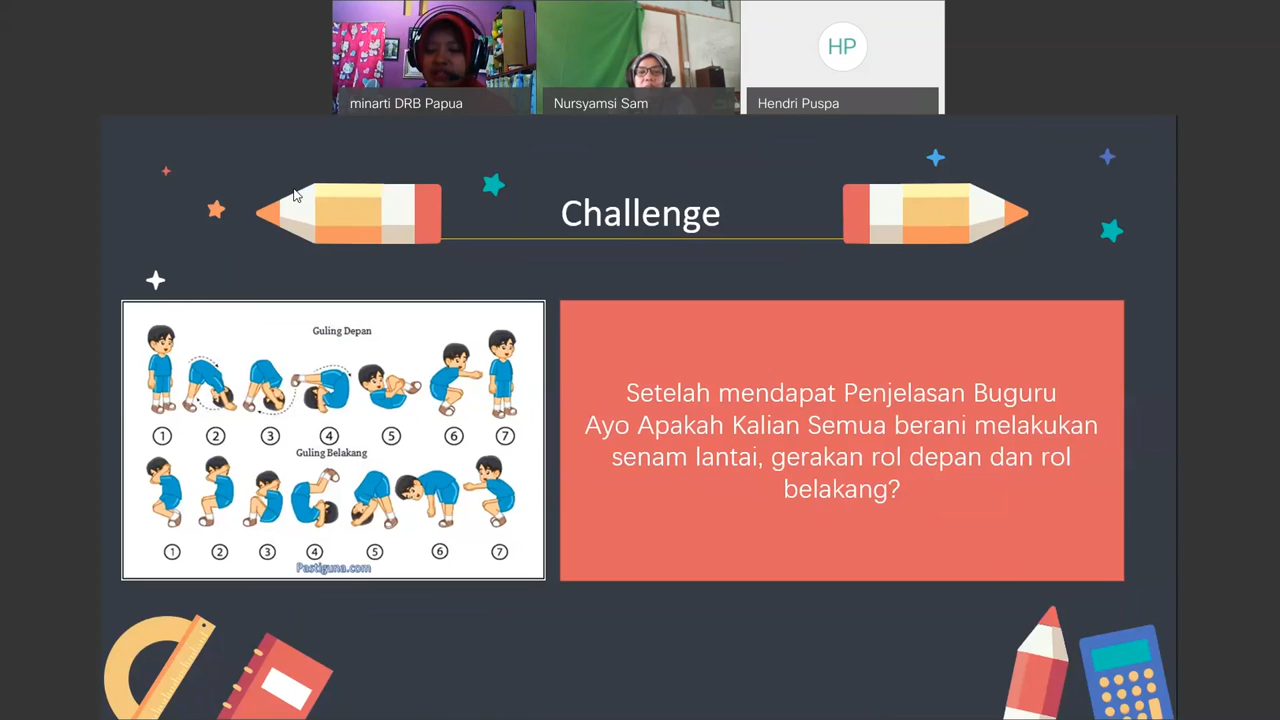 HP
minarti DRB Papua
Nursyamsi Sam
Hendri Puspa
Challenge
Guling Depan
1 2 3 4 5 6 7
Guling Belakang
1 2 3 4 5 6 7
Pastiguna.com
Setelah mendapat Penjelasan Buguru
Ayo Apakah Kalian Semua berani melakukan
senam lantai, gerakan rol depan dan rol
belakang?